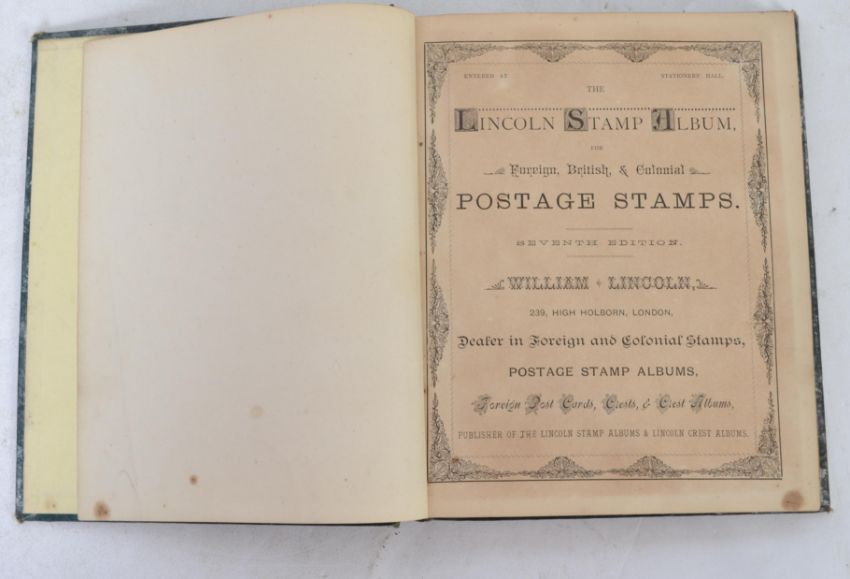 ENTERED AT STATIONERS' HALL.
THE
LINCOLN STAMP ALBUM,
FOR
Foreign, British, & Colonial
POSTAGE STAMPS.
SEVENTH EDITION.
WILLIAM LINCOLN,
239, HIGH HOLBORN, LONDON,
Dealer in Foreign and Colonial Stamps,
POSTAGE STAMP ALBUMS,
Foreign Post Cards, Crests, & Crest Albums,
PUBLISHER OF THE LINCOLN STAMP ALBUMS & LINCOLN CREST ALBUMS.